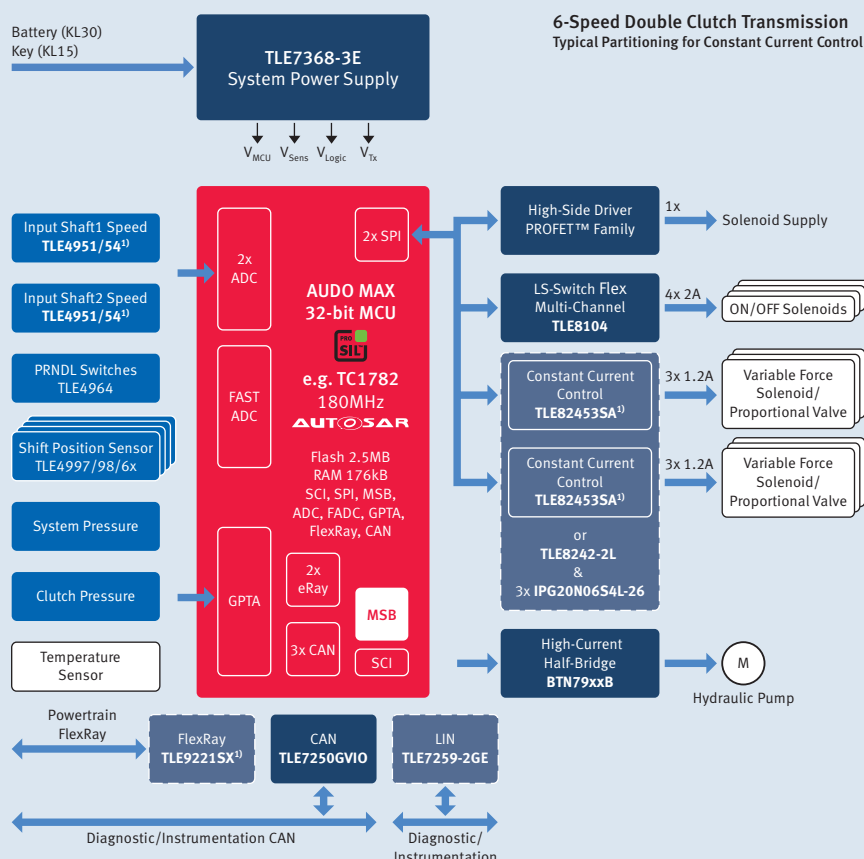 6-Speed Double Clutch Transmission
Typical Partitioning for Constant Current Control
Battery (KL30)
Key (KL15)
TLE7368-3E
System Power Supply
VMCU VSens VLogic VTx
Input Shaft1 Speed
TLE4951/54¹⁾
Input Shaft2 Speed
TLE4951/54¹⁾
PRNDL Switches
TLE4964
Shift Position Sensor
TLE4997/98/6x
System Pressure
Clutch Pressure
Temperature
Sensor
2x
ADC
FAST
ADC
GPTA
2x SPI
AUDO MAX
32-bit MCU
PRO
SIL™
e.g. TC1782
180MHz
AUTOSAR
Flash 2.5MB
RAM 176kB
SCI, SPI, MSB,
ADC, FADC, GPTA,
FlexRay, CAN
2x
eRay
3x CAN
MSB
SCI
High-Side Driver
PROFET™ Family
1x
Solenoid Supply
LS-Switch Flex
Multi-Channel
TLE8104
4x 2A
ON/OFF Solenoids
Constant Current
Control
TLE82453SA¹⁾
3x 1.2A
Variable Force
Solenoid/
Proportional Valve
Constant Current
Control
TLE82453SA¹⁾
3x 1.2A
Variable Force
Solenoid/
Proportional Valve
or
TLE8242-2L
&
3x IPG20N06S4L-26
High-Current
Half-Bridge
BTN79xxB
M
Hydraulic Pump
Powertrain
FlexRay
FlexRay
TLE9221SX¹⁾
CAN
TLE7250GVIO
LIN
TLE7259-2GE
Diagnostic/Instrumentation CAN
Diagnostic/
Instrumentation